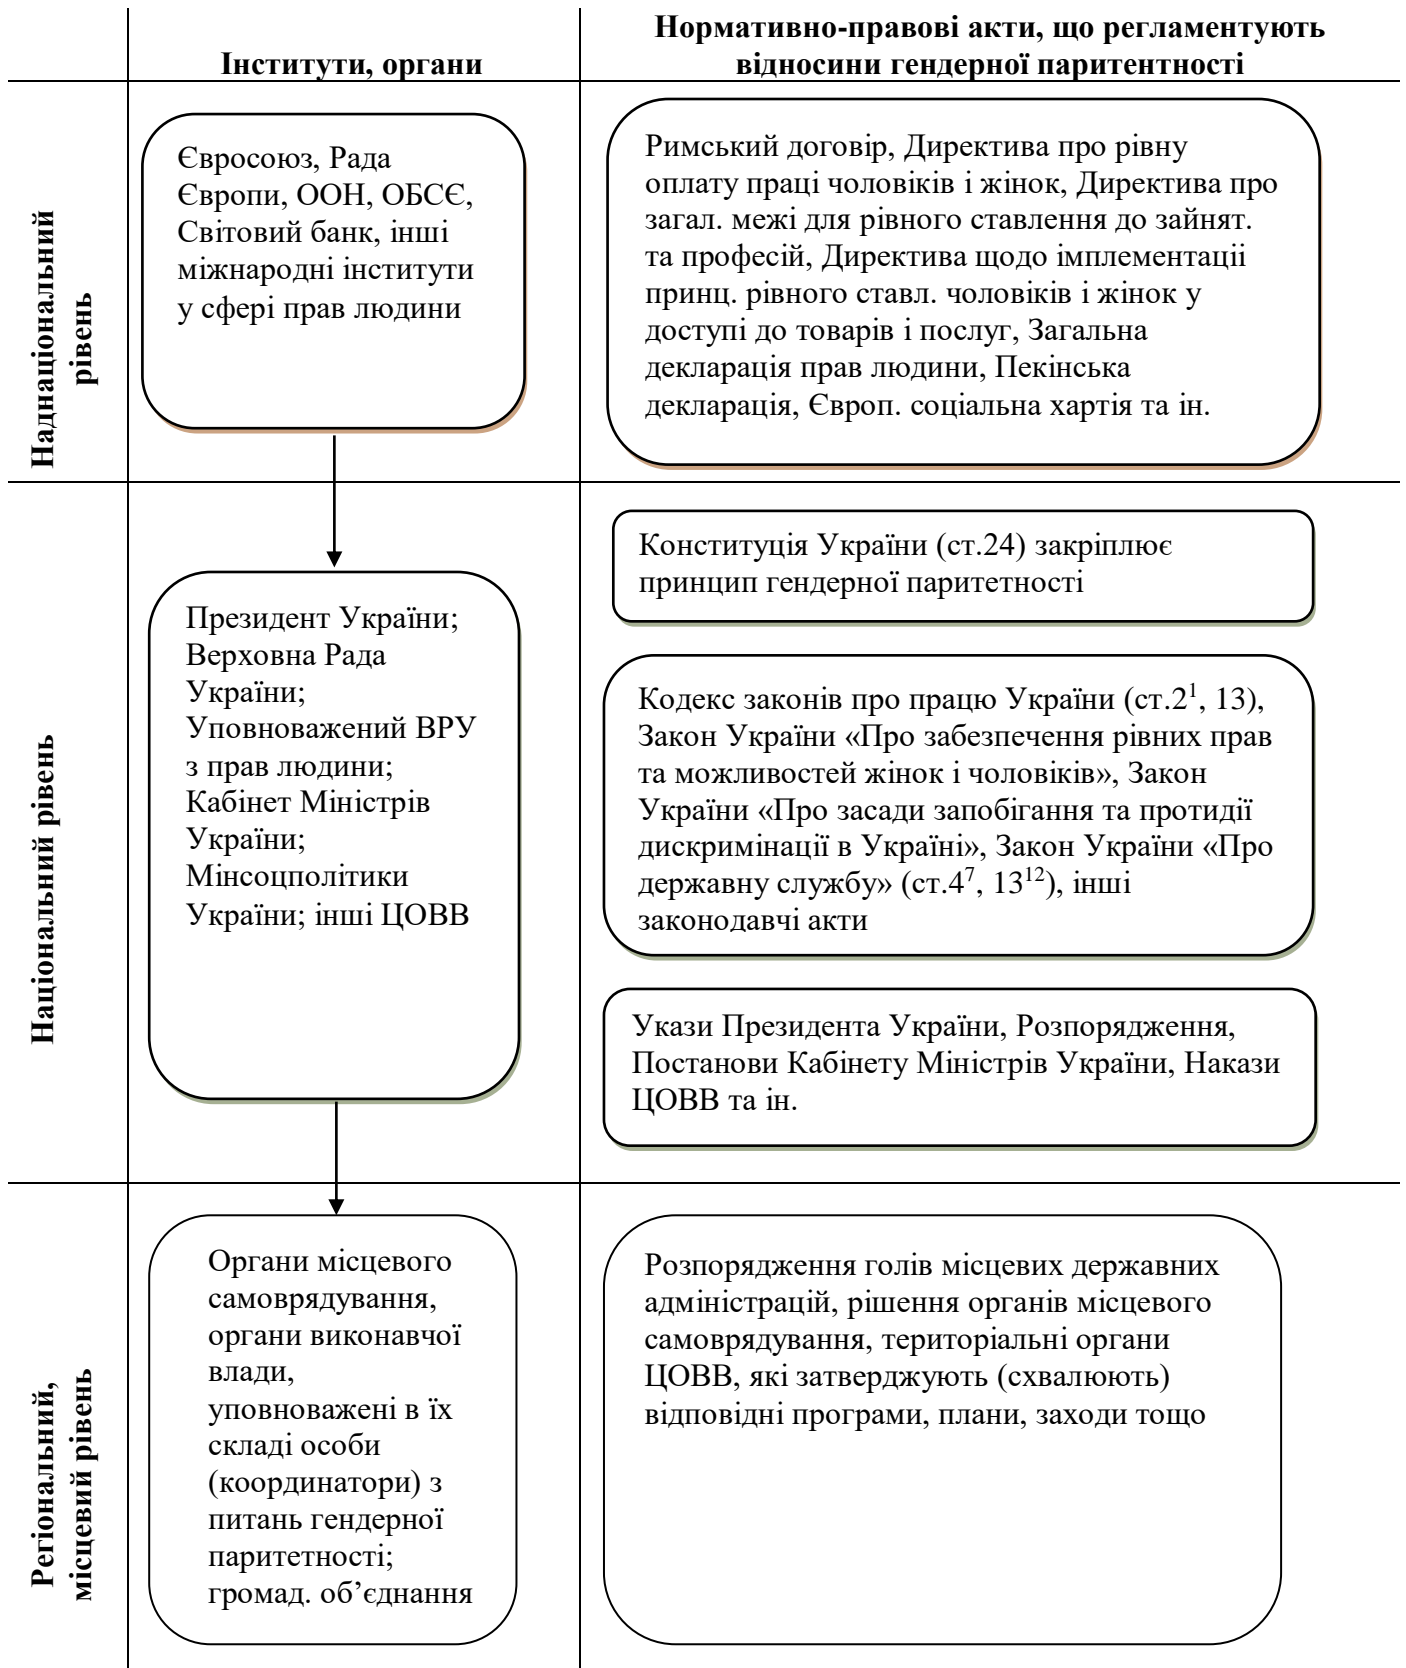 Інститути, органи
Нормативно-правові акти, що регламентують
відносини гендерної паритентності
Наднаціональний
рівень
Євросоюз, Рада
Європи, ООН, ОБСЄ,
Світовий банк, інші
міжнародні інститути
у сфері прав людини
Римський договір, Директива про рівну
оплату праці чоловіків і жінок, Директива про
загал. межі для рівного ставлення до зайнят.
та професій, Директива щодо імплементаціі
принц. рівного ставл. чоловіків і жінок у
доступі до товарів і послуг, Загальна
декларація прав людини, Пекінська
декларація, Європ. соціальна хартія та ін.
Національний рівень
Президент України;
Верховна Рада
України;
Уповноважений ВРУ
з прав людини;
Кабінет Міністрів
України;
Мінсоцполітики
України; інші ЦОВВ
Конституція України (ст.24) закріплює
принцип гендерної паритетності
Кодекс законів про працю України (ст.2¹, 13),
Закон України «Про забезпечення рівних прав
та можливостей жінок і чоловіків», Закон
України «Про засади запобігання та протидії
дискримінації в Україні», Закон України «Про
державну службу» (ст.4⁷, 13¹²), інші
законодавчі акти
Укази Президента України, Розпорядження,
Постанови Кабінету Міністрів України, Накази
ЦОВВ та ін.
Регіональний,
місцевий рівень
Органи місцевого
самоврядування,
органи виконавчої
влади,
уповноважені в їх
складі особи
(координатори) з
питань гендерної
паритетності;
громад. об’єднання
Розпорядження голів місцевих державних
адміністрацій, рішення органів місцевого
самоврядування, територіальні органи
ЦОВВ, які затверджують (схвалюють)
відповідні програми, плани, заходи тощо